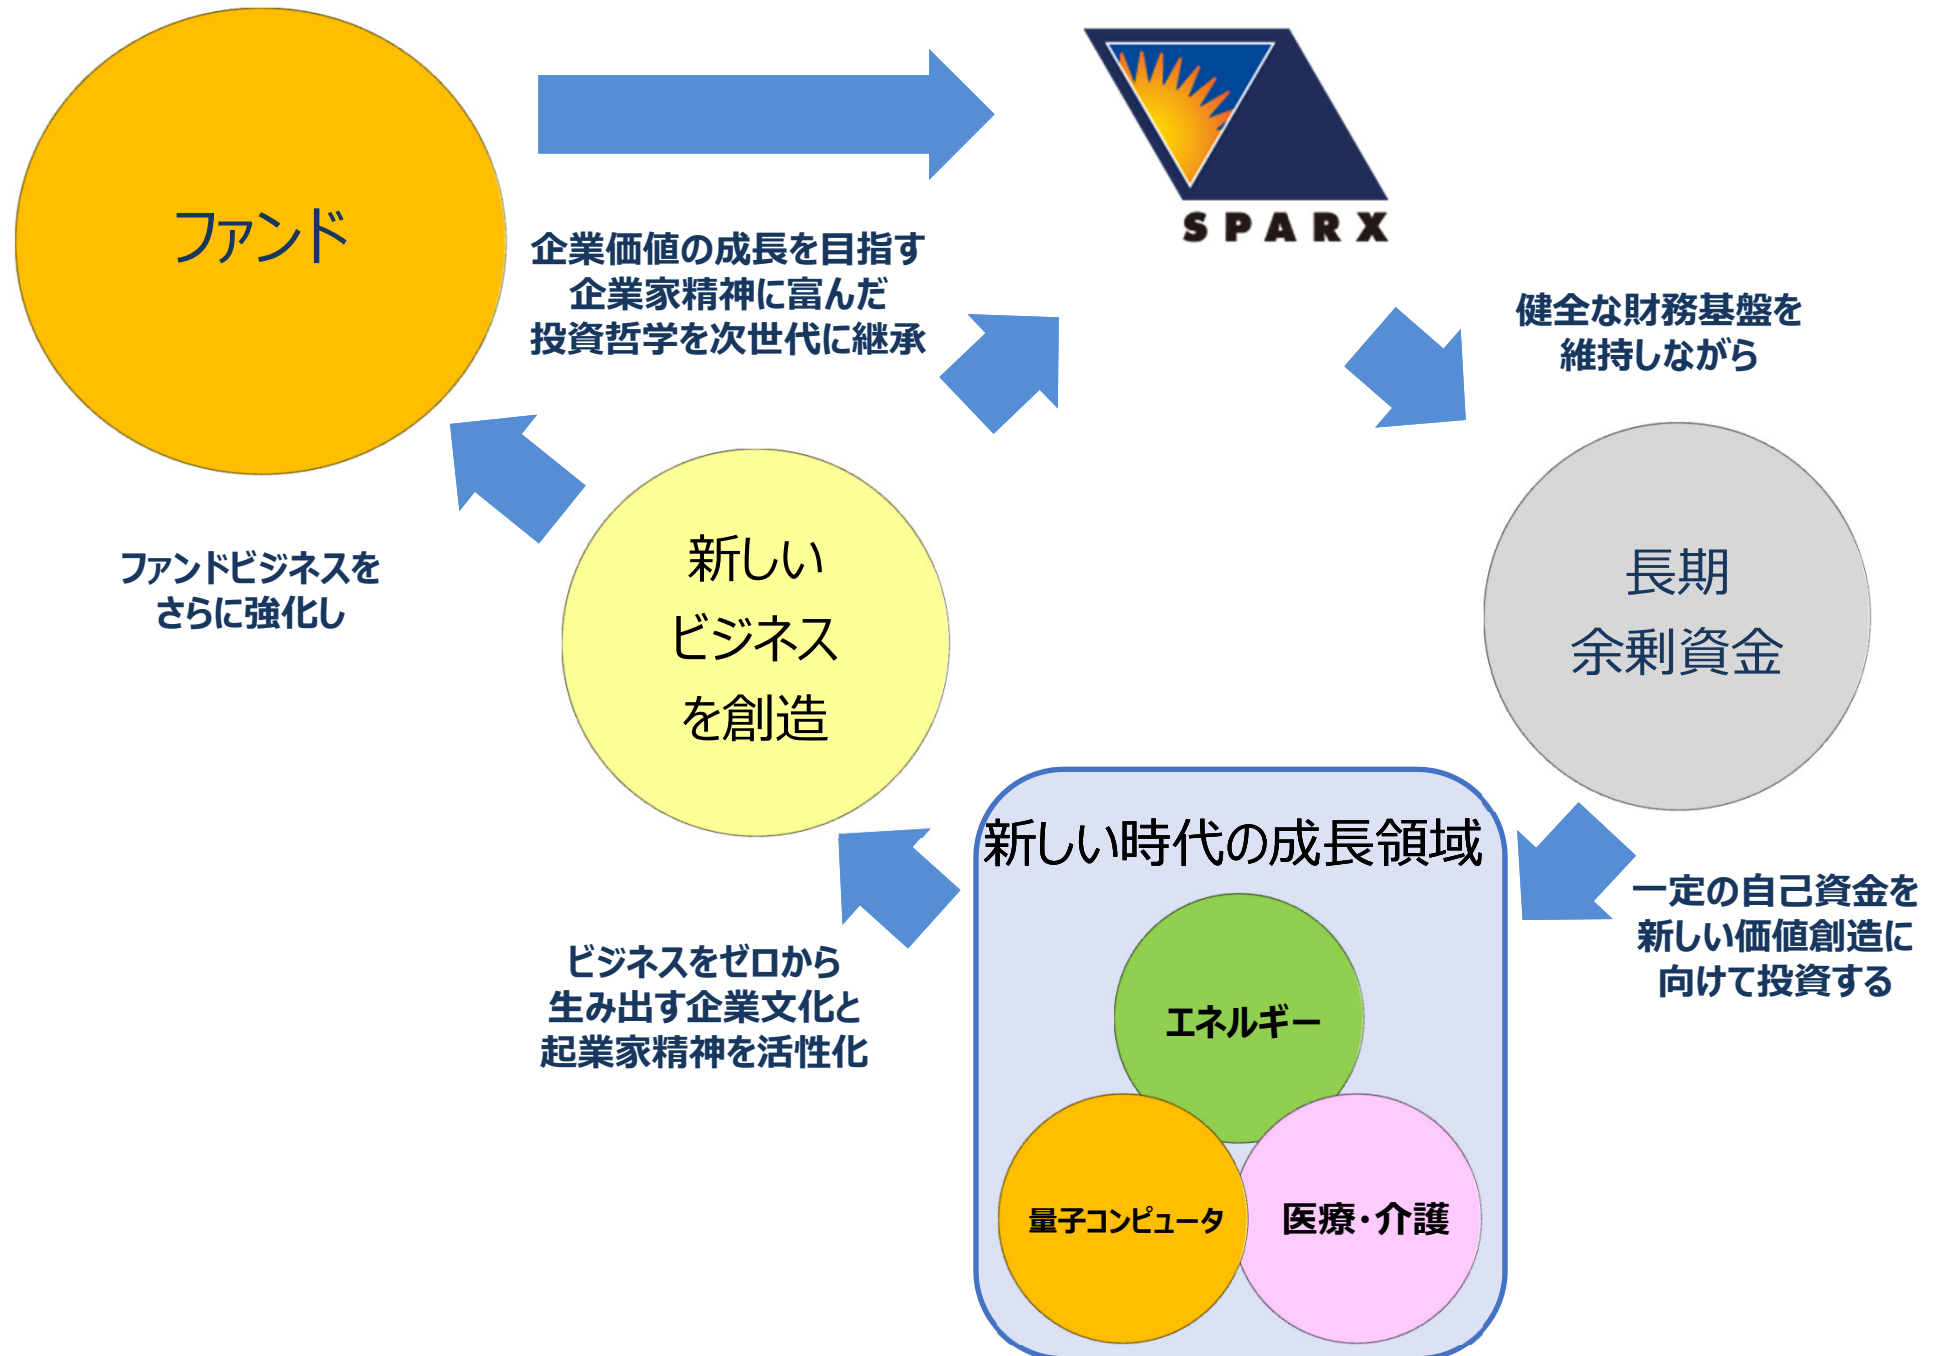 ファンド
SPARX
企業価値の成長を目指す
企業家精神に富んだ
投資哲学を次世代に継承
健全な財務基盤を
維持しながら
ファンドビジネスを
さらに強化し
新しい
ビジネス
を創造
長期
余剰資金
新しい時代の成長領域
一定の自己資金を
新しい価値創造に
向けて投資する
ビジネスをゼロから
生み出す企業文化と
起業家精神を活性化
エネルギー
量子コンピュータ
医療・介護